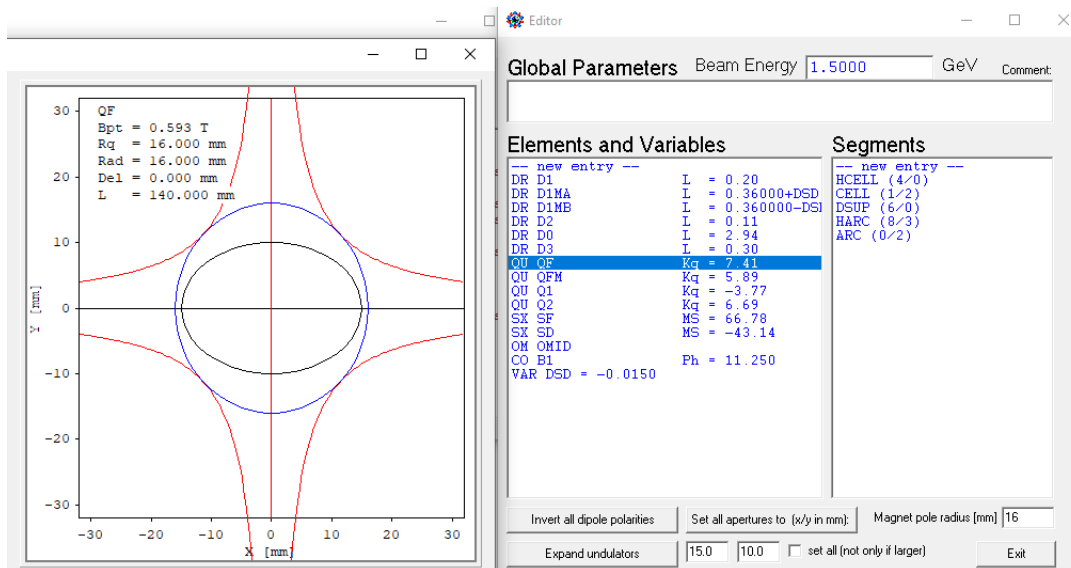 QF
Bpt = 0.593 T
Rq = 16.000 mm
Rad = 16.000 mm
Del = 0.000 mm
L = 140.000 mm
30
20
10
0
-10
-20
-30
Y [mm]
-30 -20 -10 0 10 20 30
X [mm]
Editor
Global Parameters Beam Energy 1.5000 GeV Comment:
Elements and Variables
-- new entry --
DR D1 L = 0.20
DR D1MA L = 0.36000+DSD
DR D1MB L = 0.360000-DSI
DR D2 L = 0.11
DR D0 L = 2.94
DR D3 L = 0.30
QU QF Kq = 7.41
QU QFM Kq = 5.89
QU Q1 Kq = -3.77
QU Q2 Kq = 6.69
SX SF MS = 66.78
SX SD MS = -43.14
OM OMID
CO B1 Ph = 11.250
VAR DSD = -0.0150
Segments
-- new entry --
HCELL (4/0)
CELL (1/2)
DSUP (6/0)
HARC (8/3)
ARC (0/2)
Invert all dipole polarities Set all apertures to (x/y in mm): Magnet pole radius [mm] 16
Expand undulators 15.0 10.0 set all (not only if larger) Exit